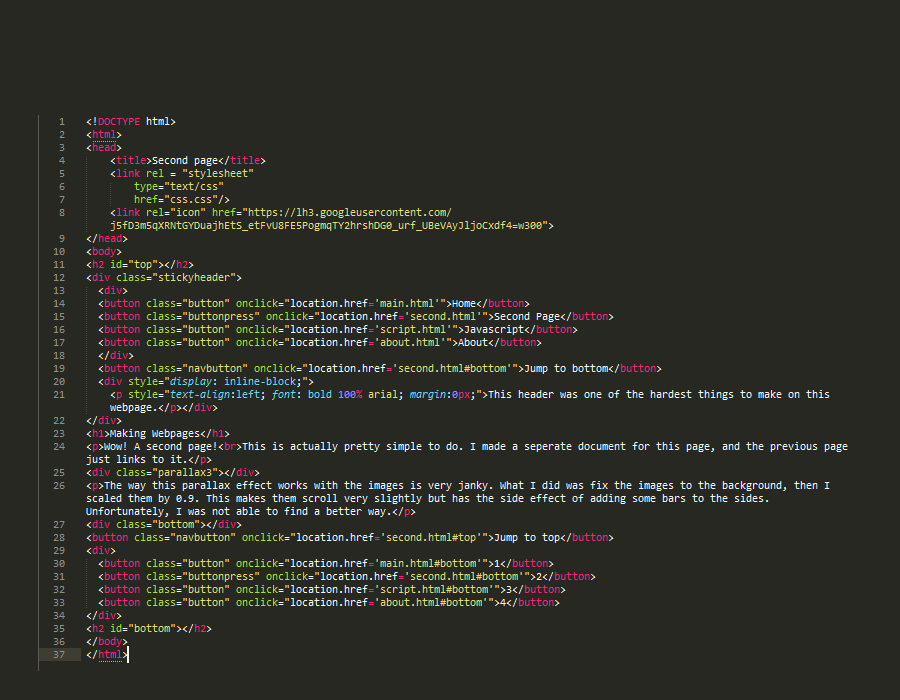 1 <!DOCTYPE html>
2 <html>
3 <head>
4 <title>Second page</title>
5 <link rel = "stylesheet"
6 type="text/css"
7 href="css.css"/>
8 <link rel="icon" href="https://lh3.googleusercontent.com/
j5fD3m5qXRNtGYDuajhEtS_etFvU8FE5PogmqTY2hrshDG0_urf_UBeVAyJljoCxdf4=w300">
9 </head>
10 <body>
11 <h2 id="top"></h2>
12 <div class="stickyheader">
13 <div>
14 <button class="button" onclick="location.href='main.html'">Home</button>
15 <button class="buttonpress" onclick="location.href='second.html'">Second Page</button>
16 <button class="button" onclick="location.href='script.html'">Javascript</button>
17 <button class="button" onclick="location.href='about.html'">About</button>
18 </div>
19 <button class="navbutton" onclick="location.href='second.html#bottom'">Jump to bottom</button>
20 <div style="display: inline-block;">
21 <p style="text-align:left; font: bold 100% arial; margin:0px;">This header was one of the hardest things to make on this
webpage.</p></div>
22 </div>
23 <h1>Making Webpages</h1>
24 <p>Wow! A second page!<br>This is actually pretty simple to do. I made a seperate document for this page, and the previous page
just links to it.</p>
25 <div class="parallax3"></div>
26 <p>The way this parallax effect works with the images is very janky. What I did was fix the images to the background, then I
scaled them by 0.9. This makes them scroll very slightly but has the side effect of adding some bars to the sides.
Unfortunately, I was not able to find a better way.</p>
27 <div class="bottom"></div>
28 <button class="navbutton" onclick="location.href='second.html#top'">Jump to top</button>
29 <div>
30 <button class="button" onclick="location.href='main.html#bottom'">1</button>
31 <button class="buttonpress" onclick="location.href='second.html#bottom'">2</button>
32 <button class="button" onclick="location.href='script.html#bottom'">3</button>
33 <button class="button" onclick="location.href='about.html#bottom'">4</button>
34 </div>
35 <h2 id="bottom"></h2>
36 </body>
37 </html>